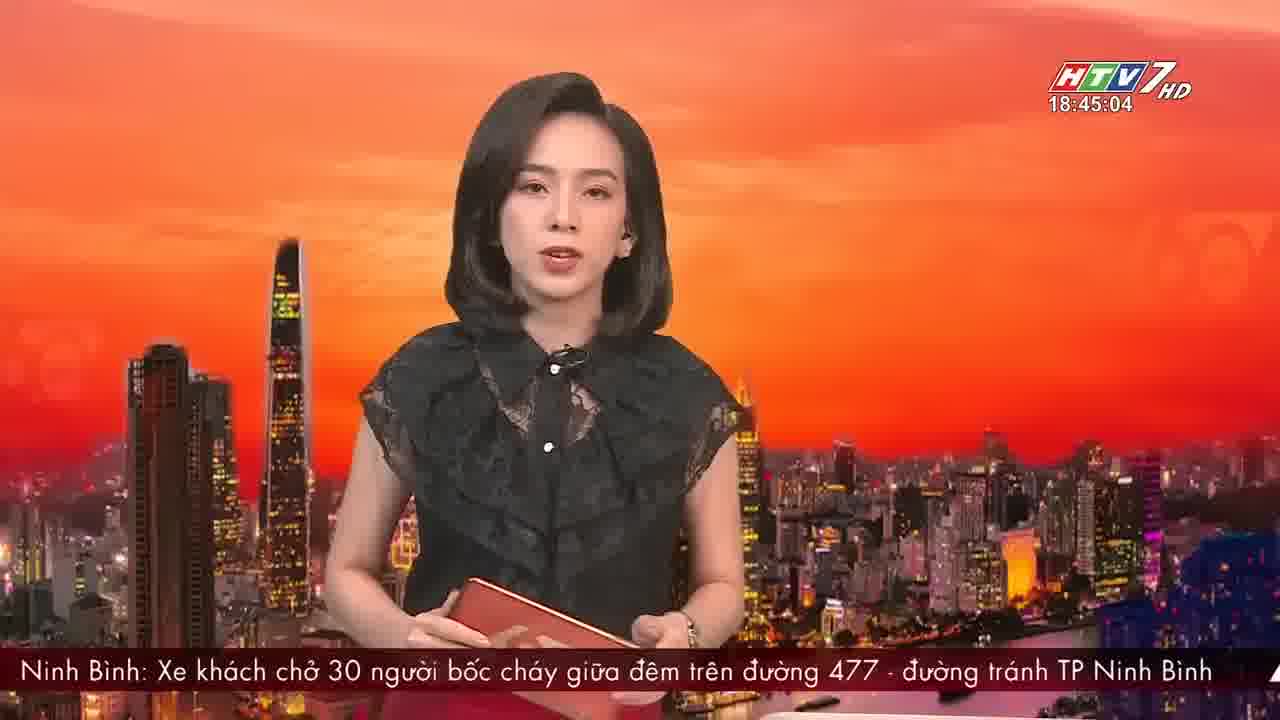 HTV7 HD
18:45:04
Ninh Bình: Xe khách chở 30 người bốc cháy giữa đêm trên đường 477 - đường tránh TP Ninh Bình